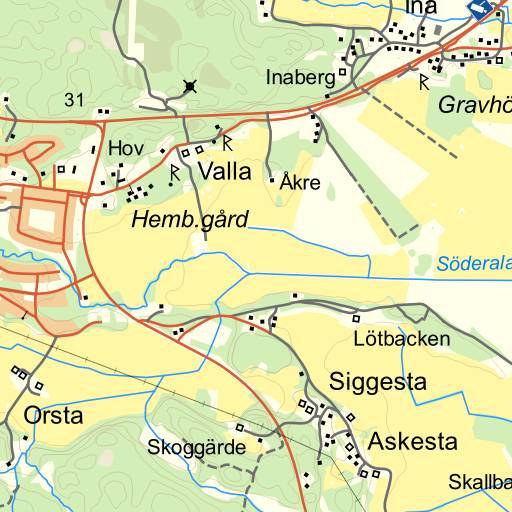 Ina
Inaberg
31
Gravhö
Hov
Valla
Åkre
Hemb.gård
Söderala
Lötbacken
Siggesta
Orsta
Skoggärde
Askesta
Skallba